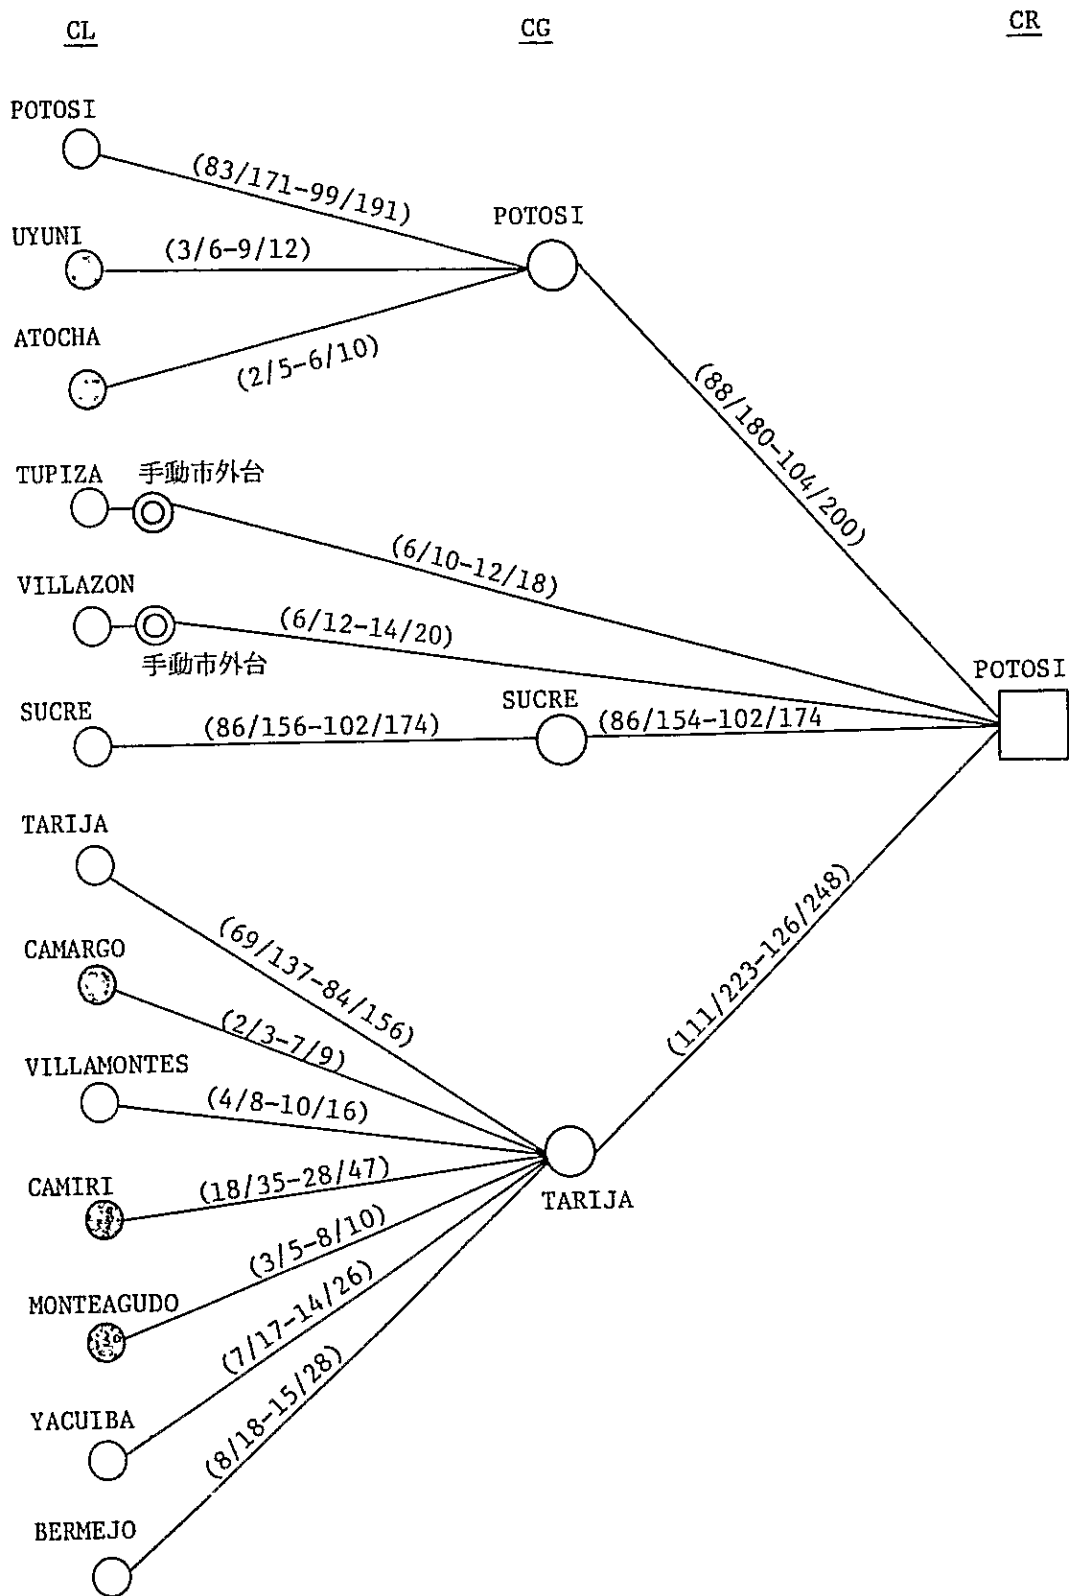 CL
CG
CR
POTOSI
(83/171-99/191)
POTOSI
UYUNI
(3/6-9/12)
ATOCHA
(2/5-6/10)
(88/180-104/200)
TUPIZA
手動市外台
(6/10-12/18)
VILLAZON
(6/12-14/20)
手動市外台
POTOSI
SUCRE
(86/156-102/174)
SUCRE
(86/154-102/174
TARIJA
(69/137-84/156)
(111/223-126/248)
CAMARGO
(2/3-7/9)
VILLAMONTES
(4/8-10/16)
CAMIRI
(18/35-28/47)
TARIJA
MONTEAGUDO
(3/5-8/10)
(7/17-14/26)
YACUIBA
(8/18-15/28)
BERMEJO